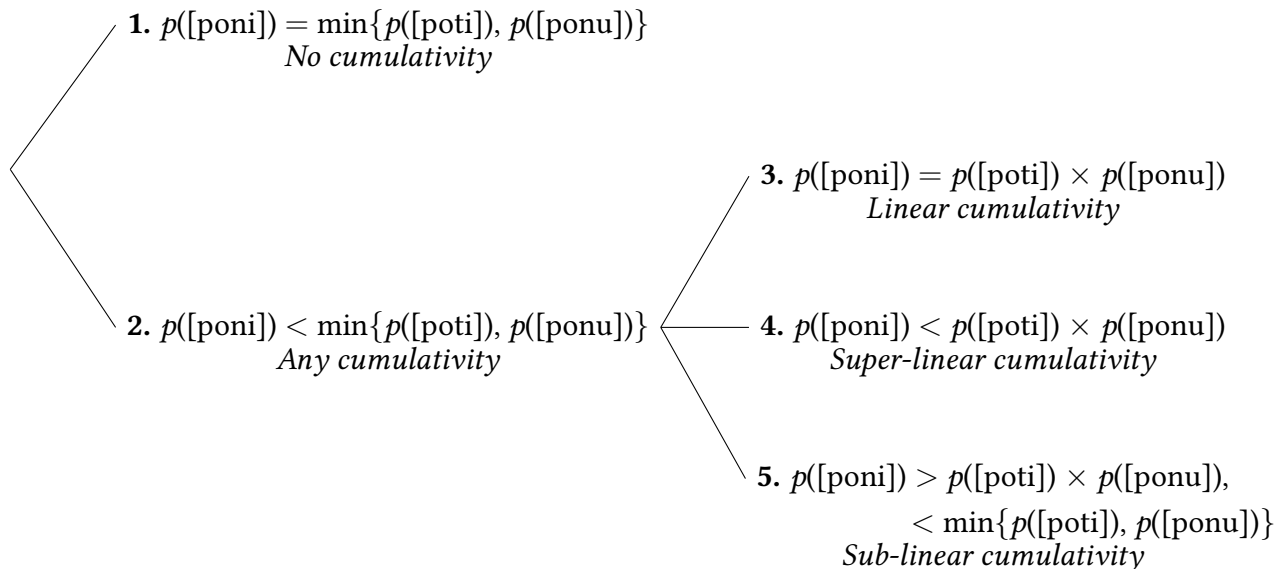 1. p([poni]) = min{p([poti]), p([ponu])}
No cumulativity
3. p([poni]) = p([poti]) × p([ponu])
Linear cumulativity
2. p([poni]) < min{p([poti]), p([ponu])}
Any cumulativity
4. p([poni]) < p([poti]) × p([ponu])
Super-linear cumulativity
5. p([poni]) > p([poti]) × p([ponu]),
< min{p([poti]), p([ponu])}
Sub-linear cumulativity